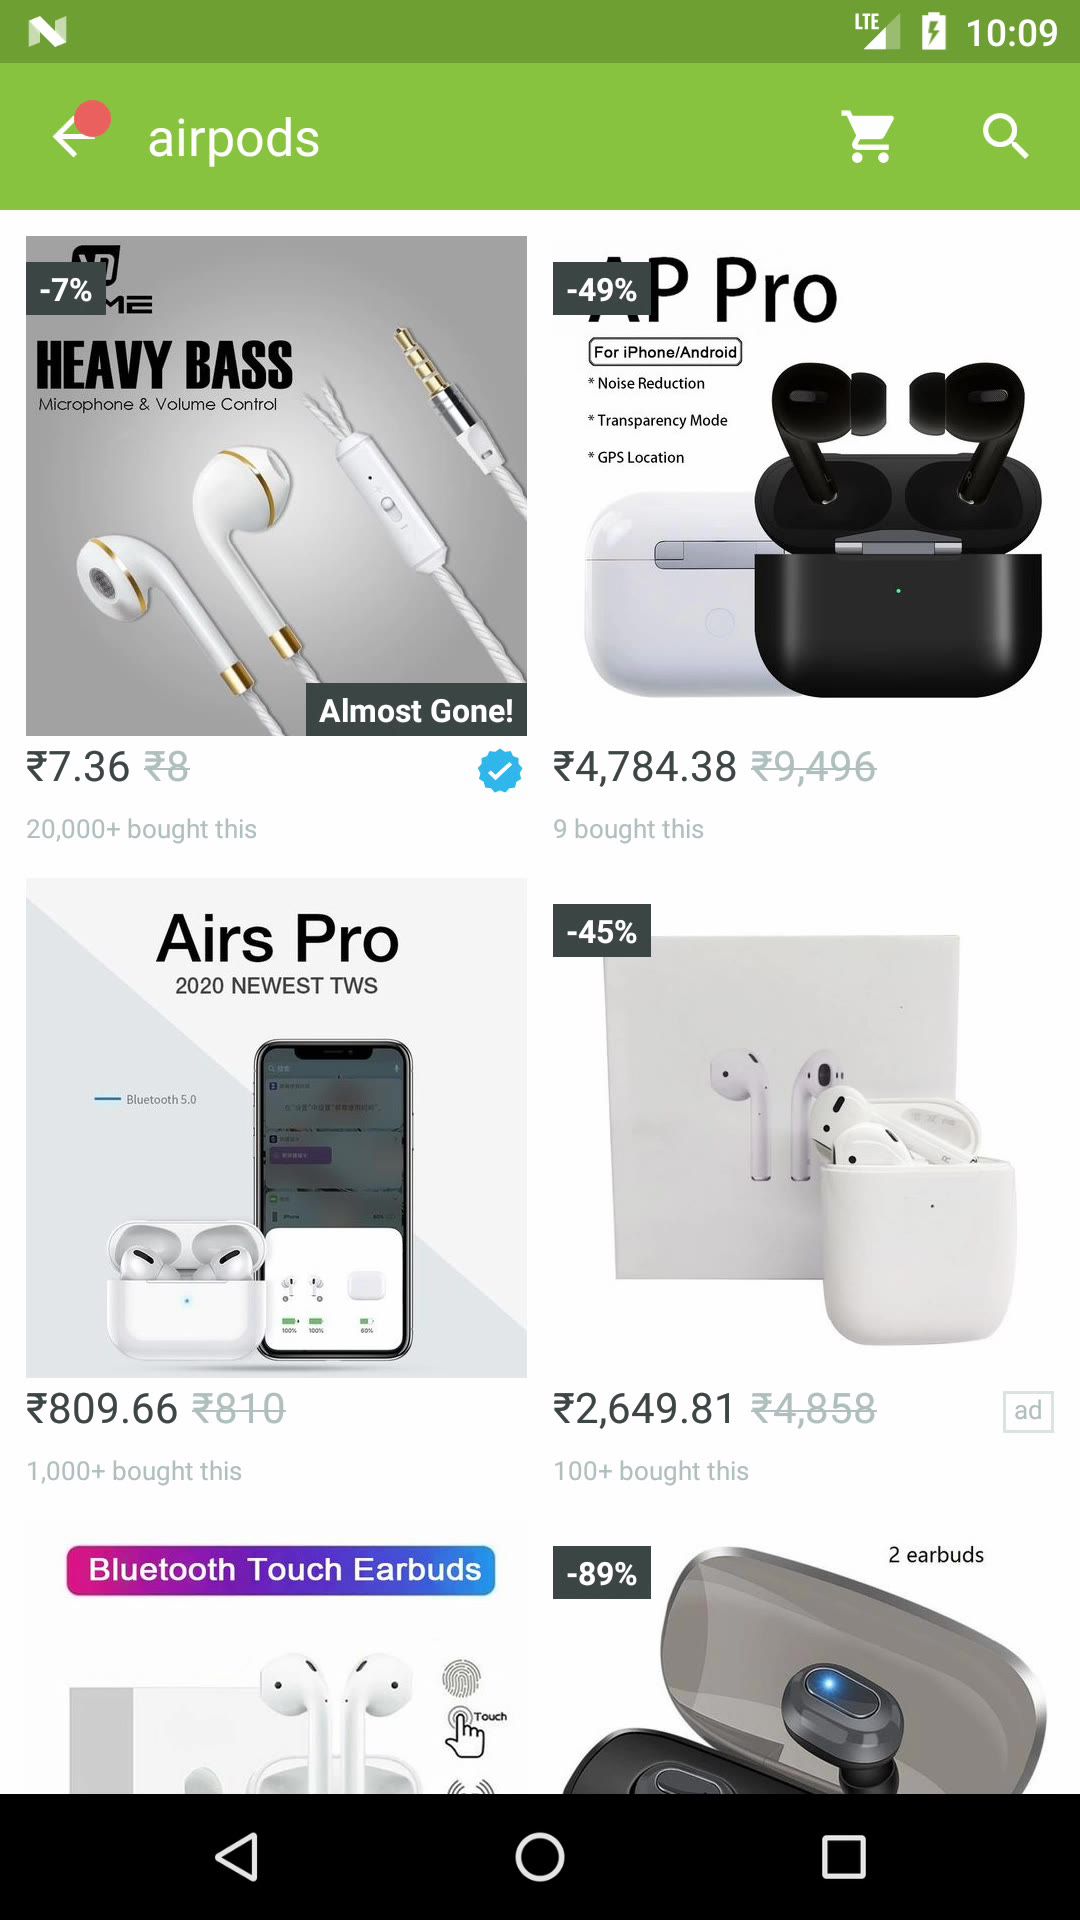 LTE
10:09
airpods
-7%
HEAVY BASS
Microphone & Volume Control
Almost Gone!
₹7.36 ₹8
20,000+ bought this
-49%
AP Pro
For iPhone/Android
* Noise Reduction
* Transparency Mode
* GPS Location
₹4,784.38 ₹9,496
9 bought this
Airs Pro
2020 NEWEST TWS
Bluetooth 5.0
100%
100%
60%
₹809.66 ₹810
1,000+ bought this
-45%
₹2,649.81 ₹4,858
ad
100+ bought this
Bluetooth Touch Earbuds
Touch
-89%
2 earbuds